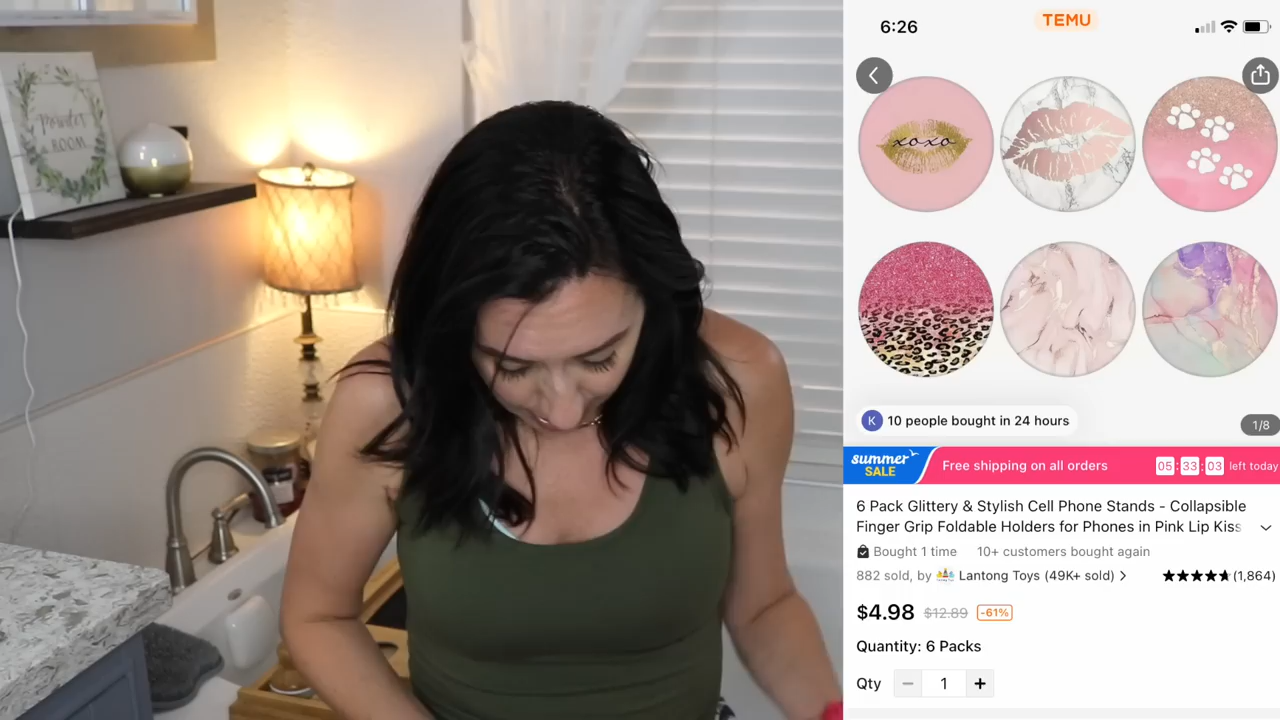 Powder
ROOM
6:26
TEMU
xoxo
K 10 people bought in 24 hours
1/8
summer
SALE
Free shipping on all orders
05:33:03 left today
6 Pack Glittery & Stylish Cell Phone Stands - Collapsible
Finger Grip Foldable Holders for Phones in Pink Lip Kiss
Bought 1 time 10+ customers bought again
882 sold, by Lantong Toys (49K+ sold) >
(1,864)
$4.98 $12.89 -61%
Quantity: 6 Packs
Qty − 1 +